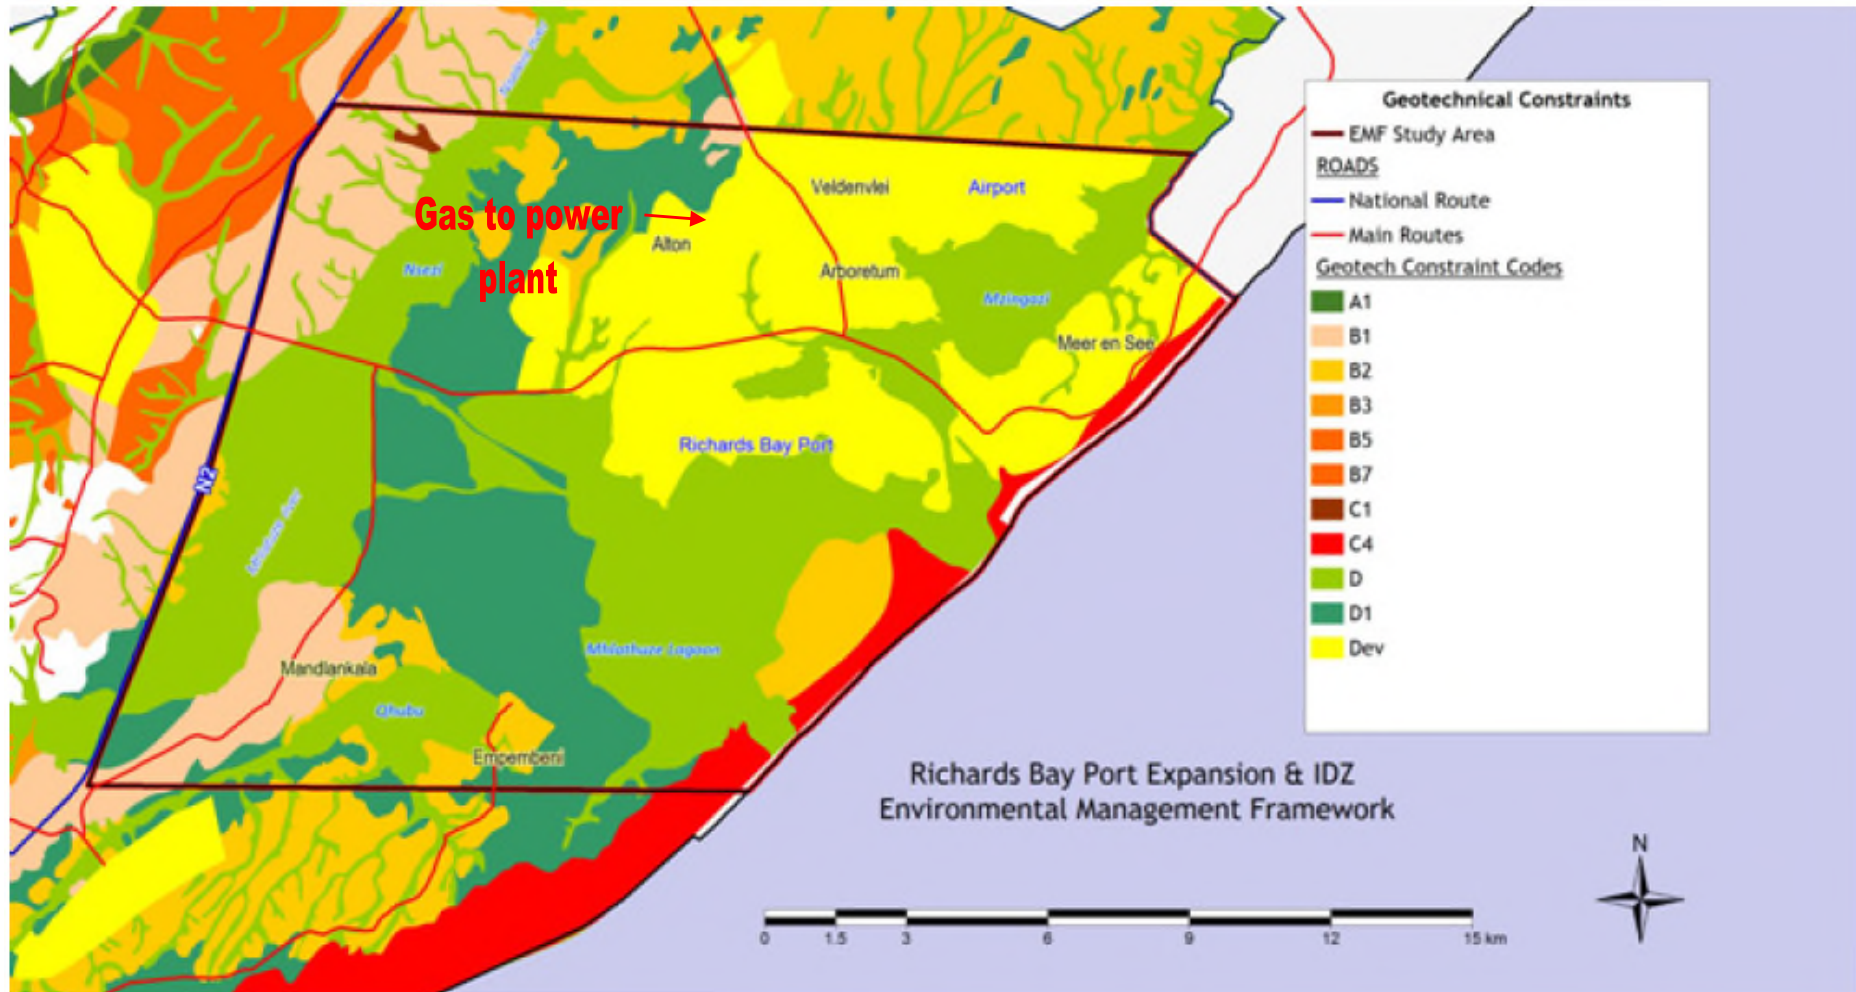 Geotechnical Constraints
EMF Study Area
ROADS
National Route
Main Routes
Geotech Constraint Codes
A1
B1
B2
B3
B5
B7
C1
C4
D
D1
Dev
Veldenvlei
Airport
Gas to power
plant
Alton
Nsezi
Arboretum
Mzingazi
Meer en See
Richards Bay Port
N2
Mhlathuze Lagoon
Mandlankala
Qhubu
Empembeni
Richards Bay Port Expansion & IDZ
Environmental Management Framework
N
0 1.5 3 6 9 12 15 km